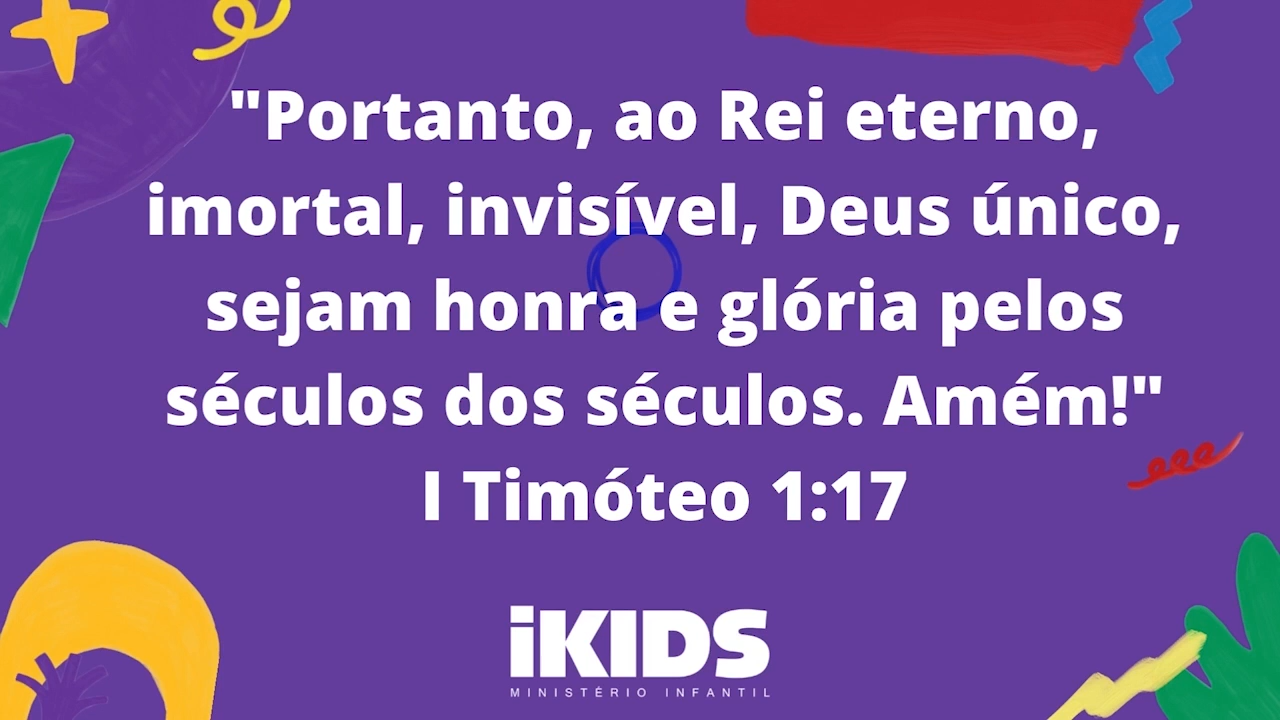 "Portanto, ao Rei eterno,
imortal, invisível, Deus único,
sejam honra e glória pelos
séculos dos séculos. Amém!"
I Timóteo 1:17
iKIDS
MINISTÉRIO INFANTIL